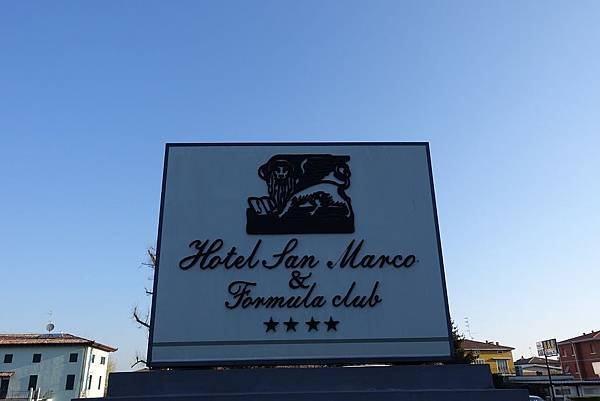 Hotel San Marco
&
Formula club